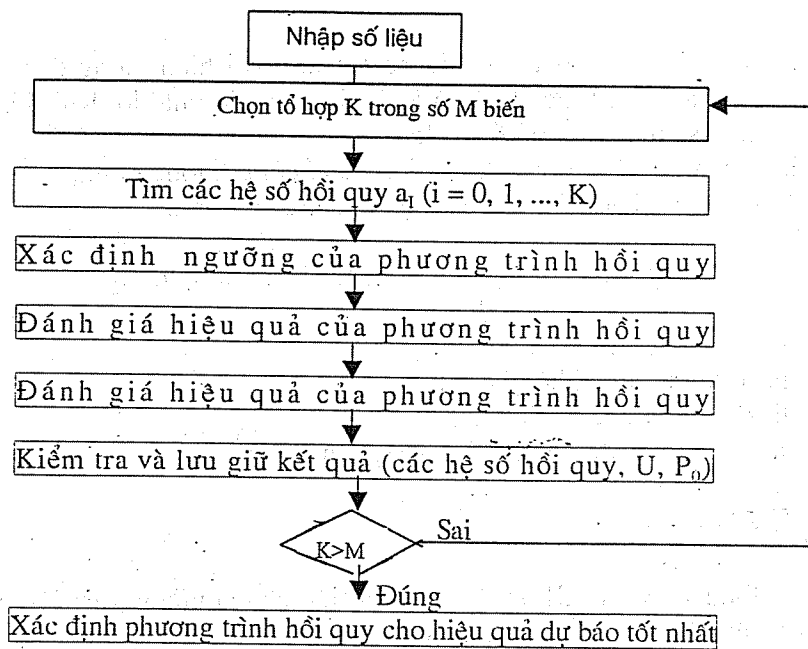 Nhập số liệu
Chọn tổ hợp K trong số M biến
Tìm các hệ số hồi quy a_I (i = 0, 1, ..., K)
Xác định ngưỡng của phương trình hồi quy
Đánh giá hiệu quả của phương trình hồi quy
Đánh giá hiệu quả của phương trình hồi quy
Kiểm tra và lưu giữ kết quả (các hệ số hồi quy, U, P₀)
K>M
Sai
Đúng
Xác định phương trình hồi quy cho hiệu quả dự báo tốt nhất